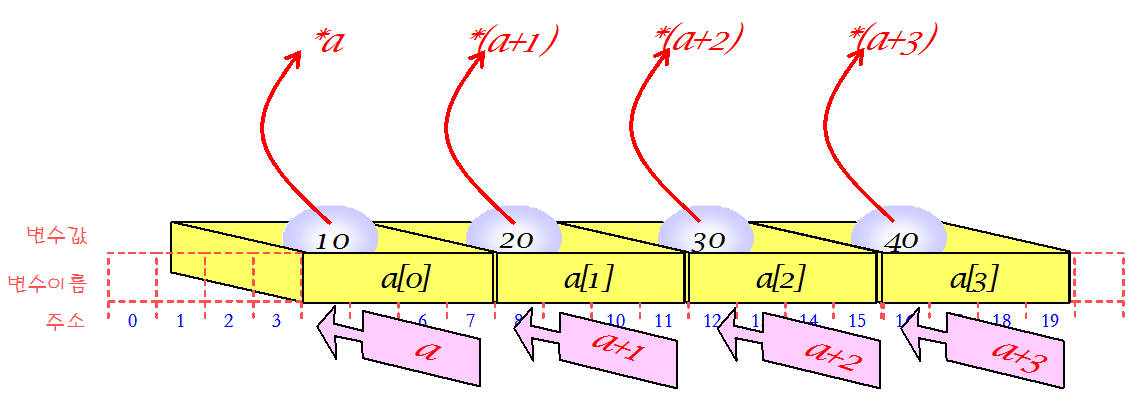 *a *(a+1) *(a+2) *(a+3)
변수값 10 20 30 40
변수이름 a[0] a[1] a[2] a[3]
주소 0 1 2 3 6 7 8 10 11 12 14 15 18 19
a a+1 a+2 a+3